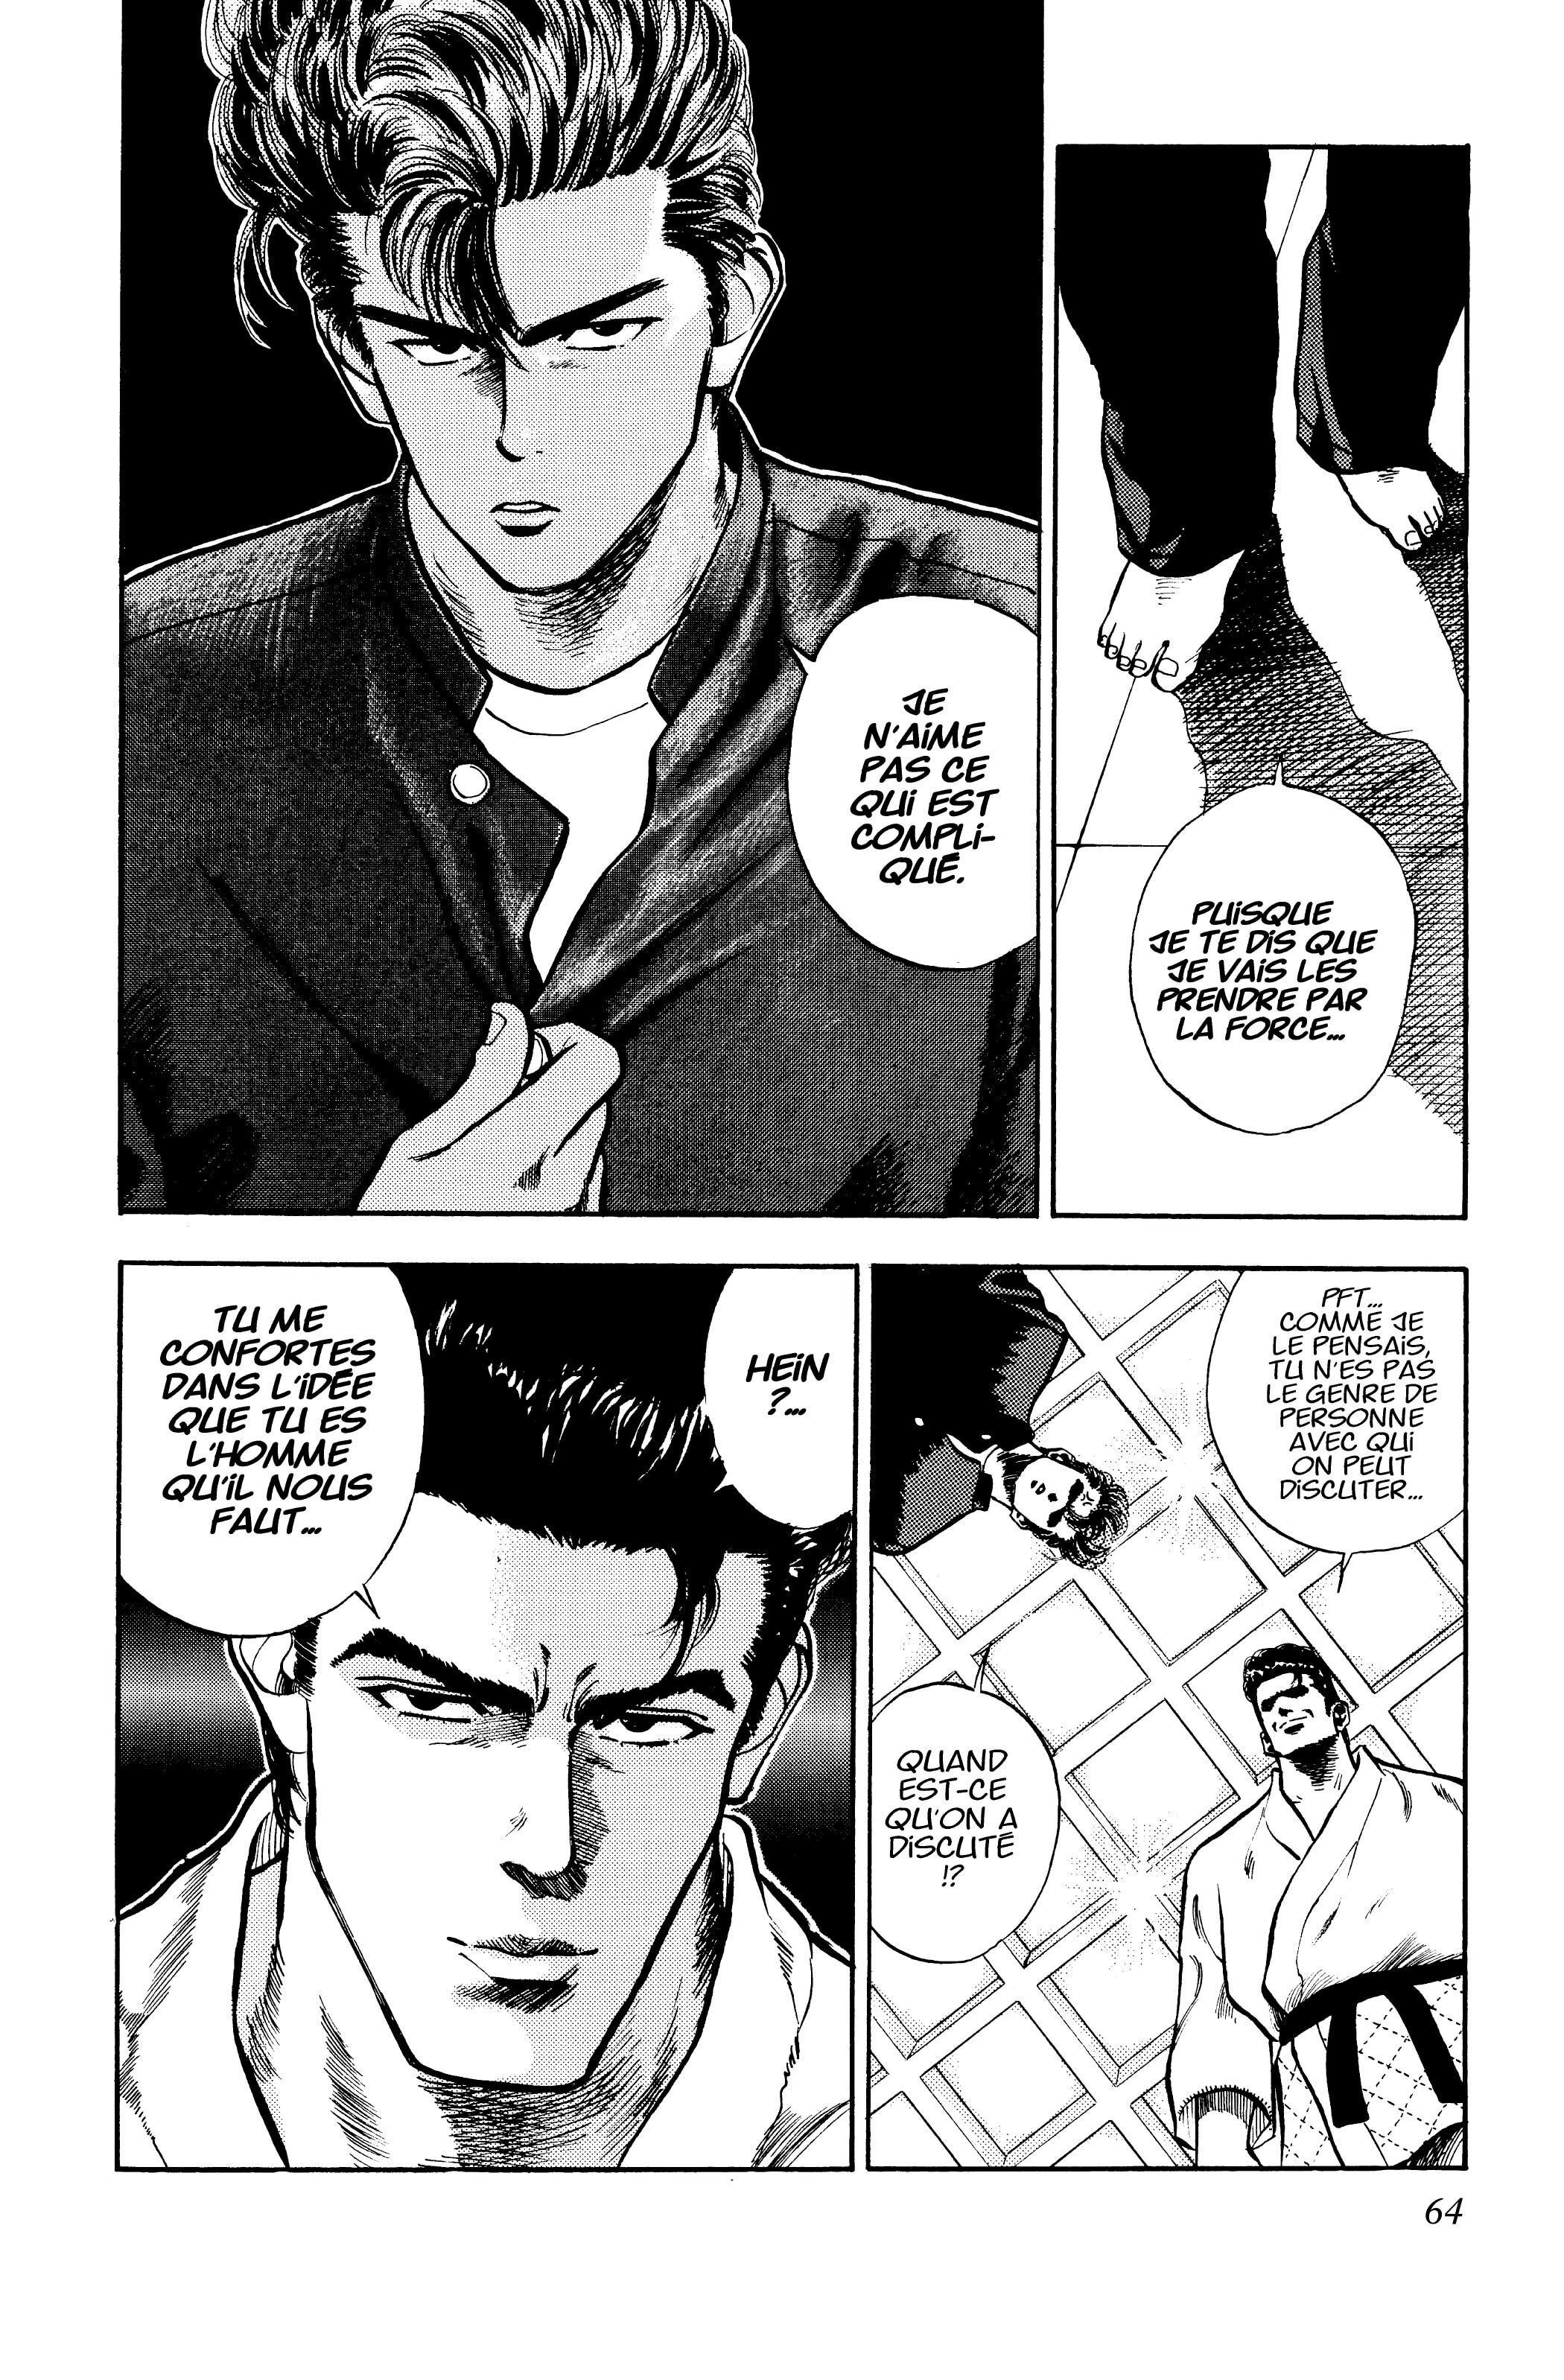 PUISQUE
JE TE DIS QUE
JE VAIS LES
PRENDRE PAR
LA FORCE...
JE
N'AIME
PAS CE
QUI EST
COMPLI-
QUÉ.
PFT...
COMME JE
LE PENSAIS,
TU N'ES PAS
LE GENRE DE
PERSONNE
AVEC QUI
ON PEUT
DISCUTER...
QUAND
EST-CE
QU'ON A
DISCUTÉ
!?
HEIN
?...
TU ME
CONFORTES
DANS L'IDÉE
QUE TU ES
L'HOMME
QU'IL NOUS
FAUT...
64